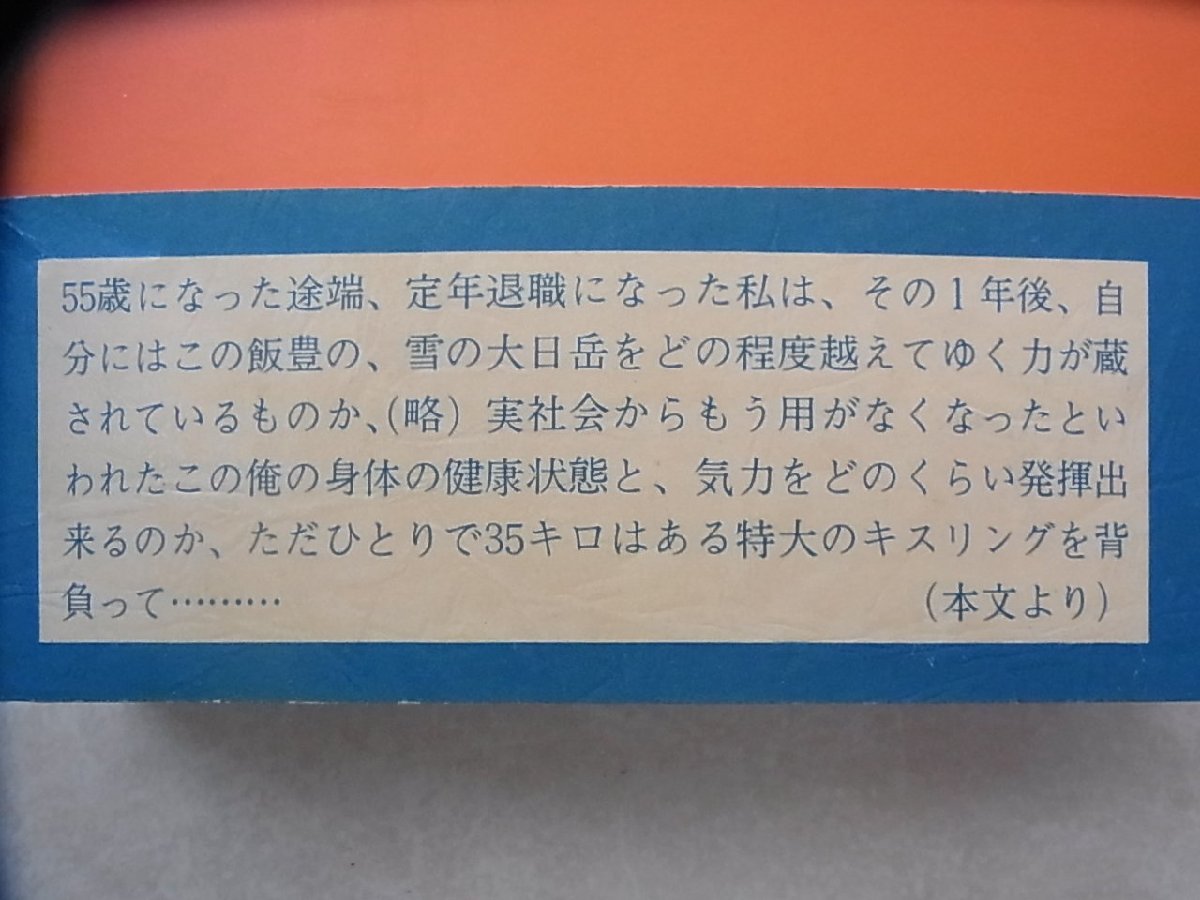 55歳になった途端、定年退職になった私は、その1年後、自
分にはこの飯豊の、雪の大日岳をどの程度越えてゆく力が蔵
されているものか、(略) 実社会からもう用がなくなったとい
われたこの俺の身体の健康状態と、気力をどのくらい発揮出
来るのか、ただひとりで35キロはある特大のキスリングを背
負って………
(本文より)